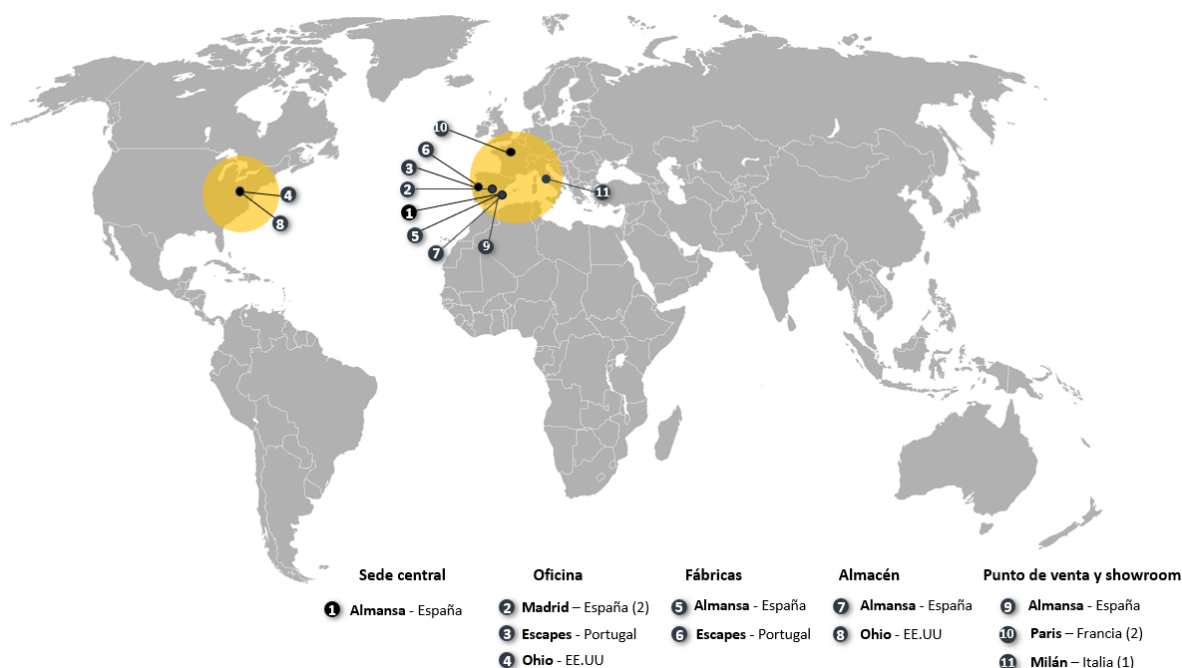 10
6
3
2
1
5
7
9
11
4
8
Sede central
1 Almansa - España
Oficina
2 Madrid – España (2)
3 Escapes - Portugal
4 Ohio - EE.UU
Fábricas
5 Almansa - España
6 Escapes - Portugal
Almacén
7 Almansa - España
8 Ohio - EE.UU
Punto de venta y showroom
9 Almansa - España
10 Paris – Francia (2)
11 Milán – Italia (1)